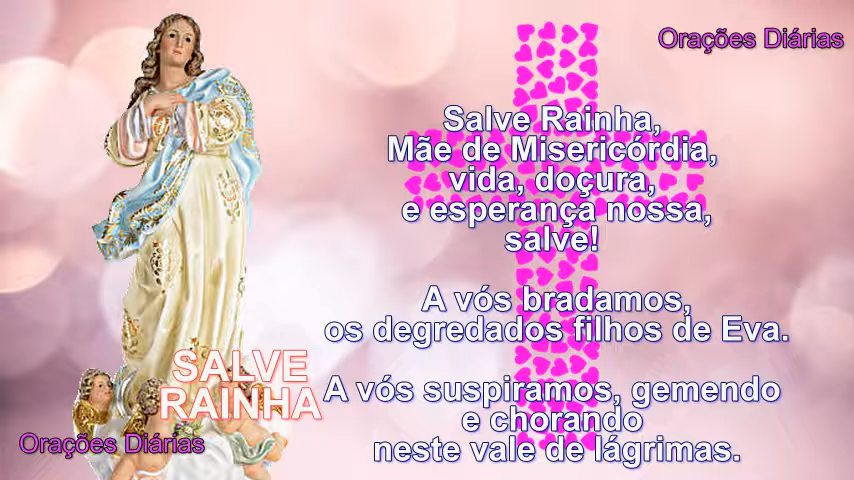 Orações Diárias
Salve Rainha,
Mãe de Misericórdia,
vida, doçura,
e esperança nossa,
salve!
A vós bradamos,
os degredados filhos de Eva.
A vós suspiramos, gemendo
e chorando
neste vale de lágrimas.
SALVE
RAINHA
Orações Diárias